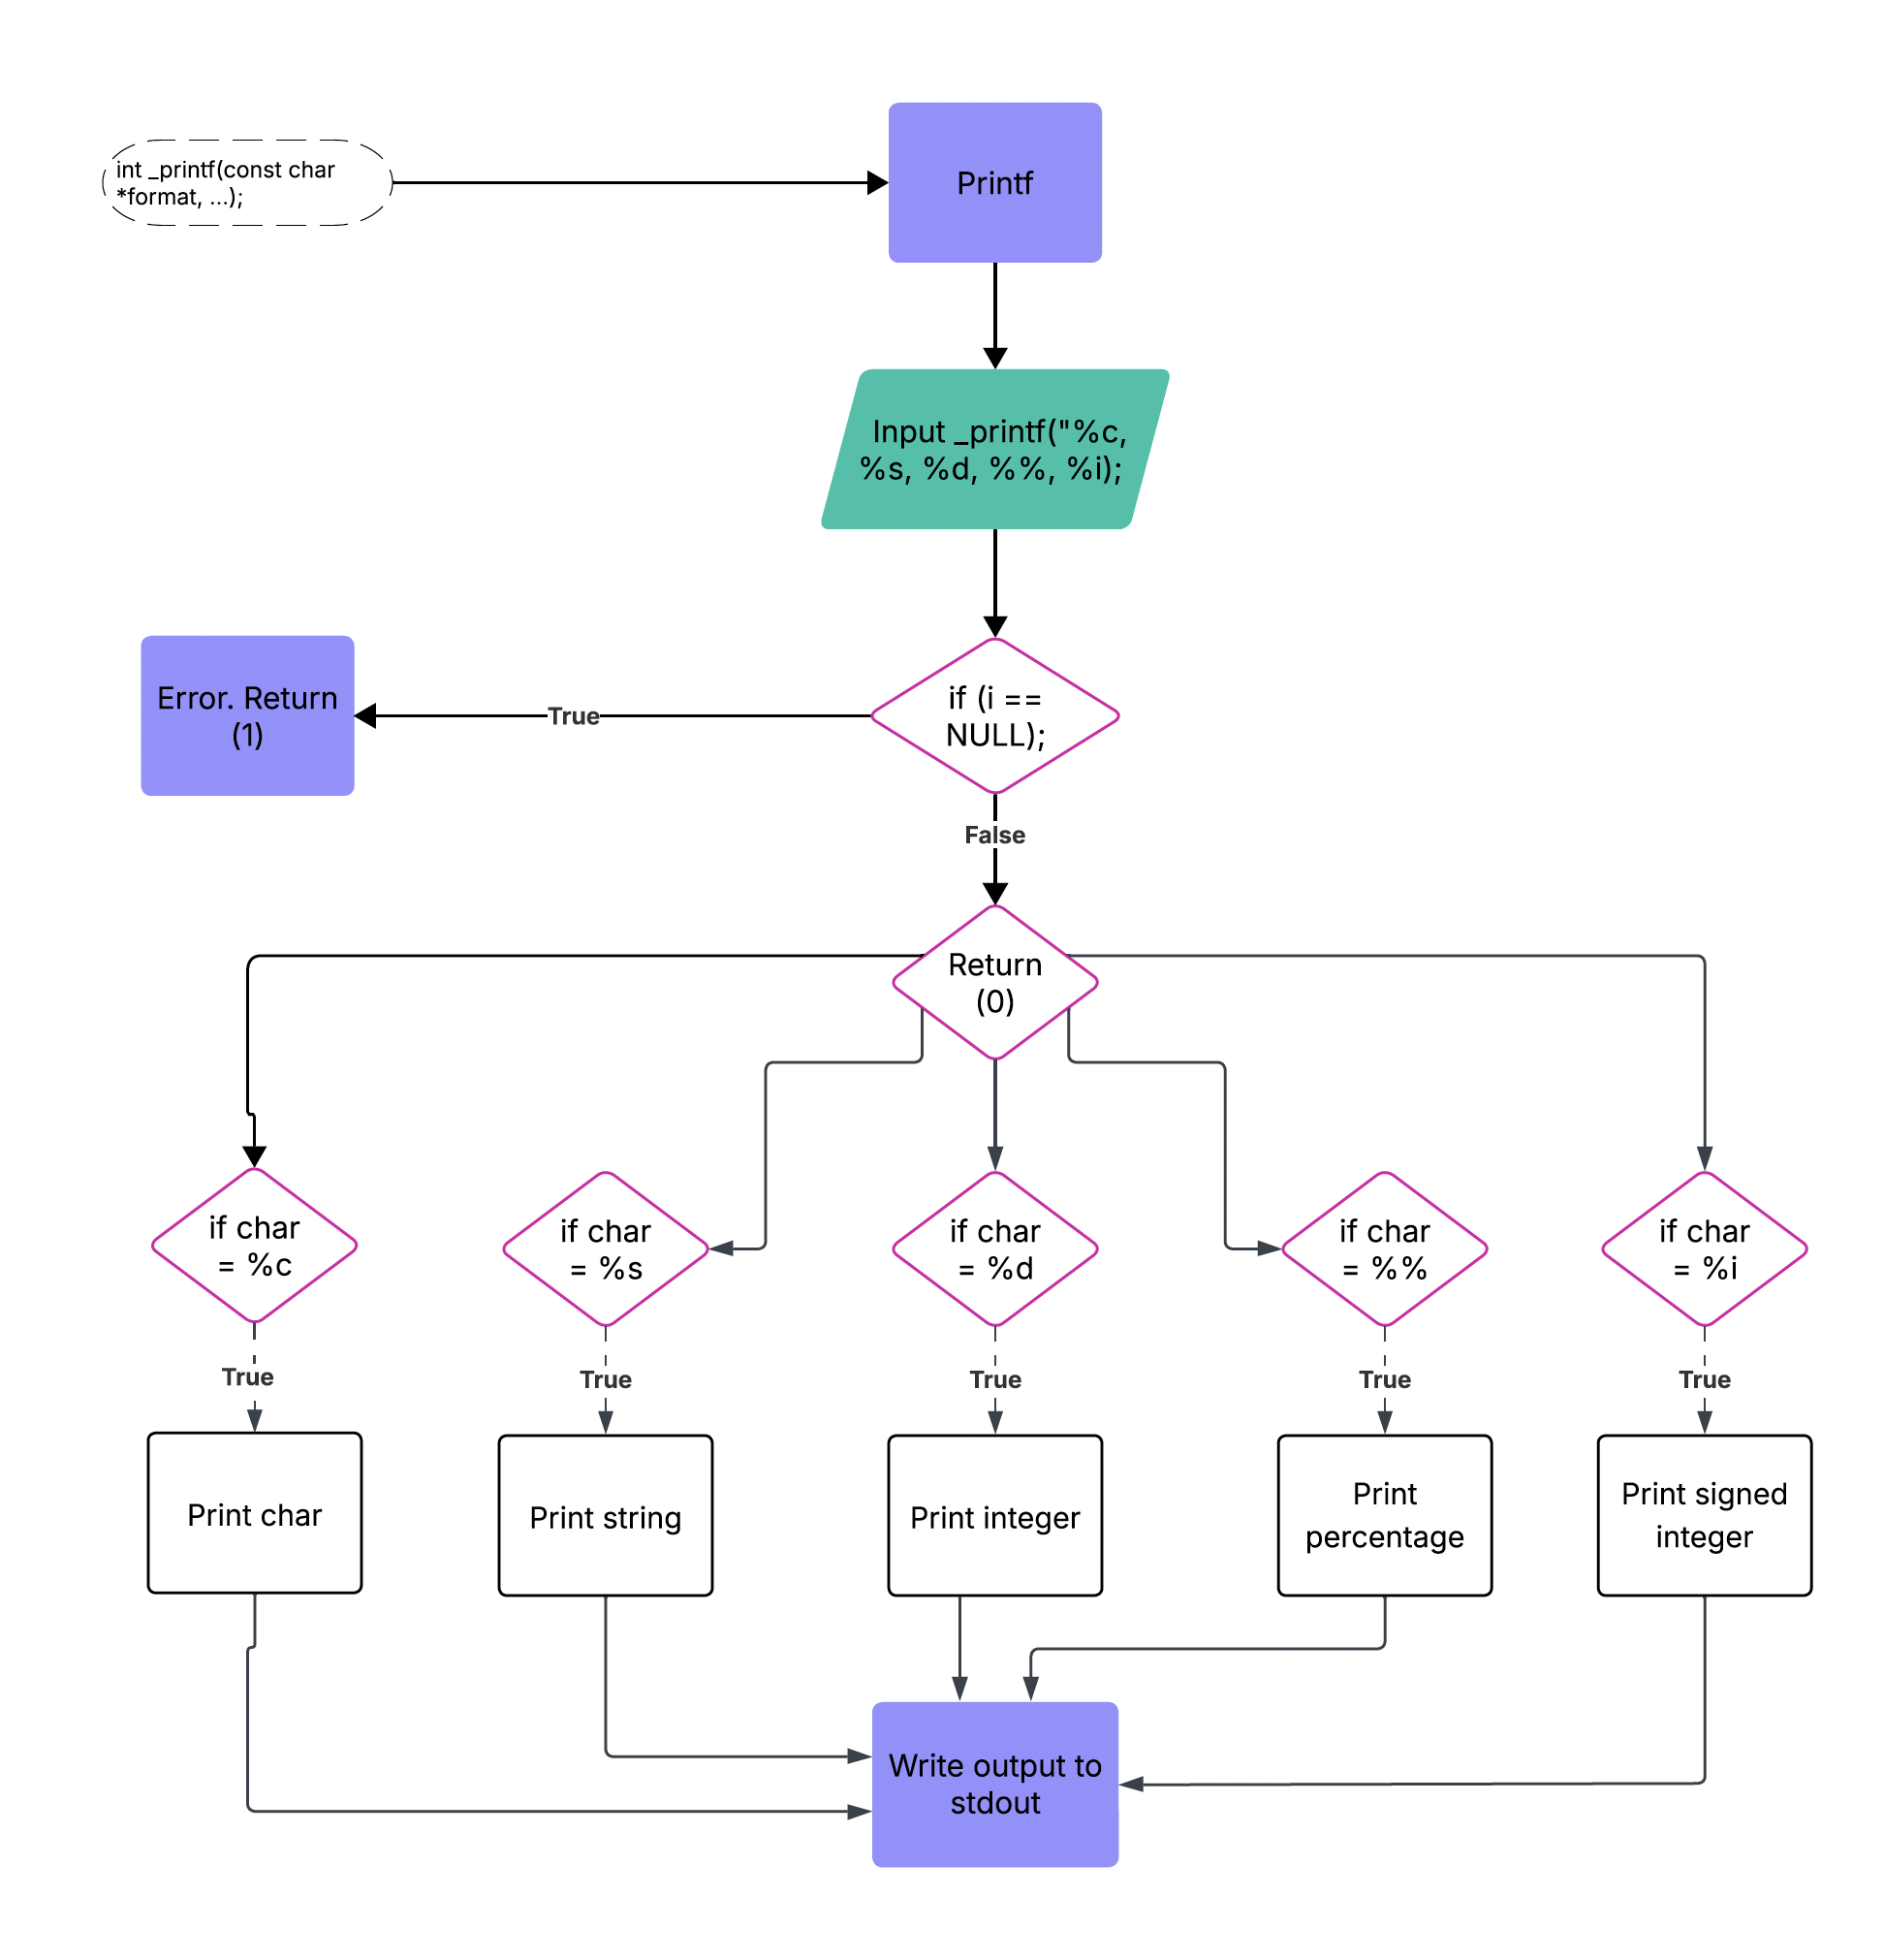 int _printf(const char
*format, ...);
Printf
Input _printf("%c,
%s, %d, %%, %i);
if (i ==
NULL);
True
Error. Return
(1)
False
Return
(0)
if char
= %c
if char
= %s
if char
= %d
if char
= %%
if char
= %i
True
True
True
True
True
Print char
Print string
Print integer
Print
percentage
Print signed
integer
Write output to
stdout